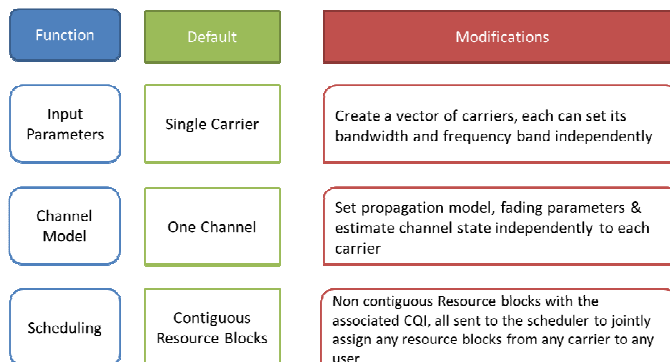 Function
Default
Modifications
Input
Parameters
Single Carrier
Create a vector of carriers, each can set its
bandwidth and frequency band independently
Channel
Model
One Channel
Set propagation model, fading parameters &
estimate channel state independently to each
carrier
Scheduling
Contiguous
Resource Blocks
Non contiguous Resource blocks with the
associated CQI, all sent to the scheduler to jointly
assign any resource blocks from any carrier to any
user